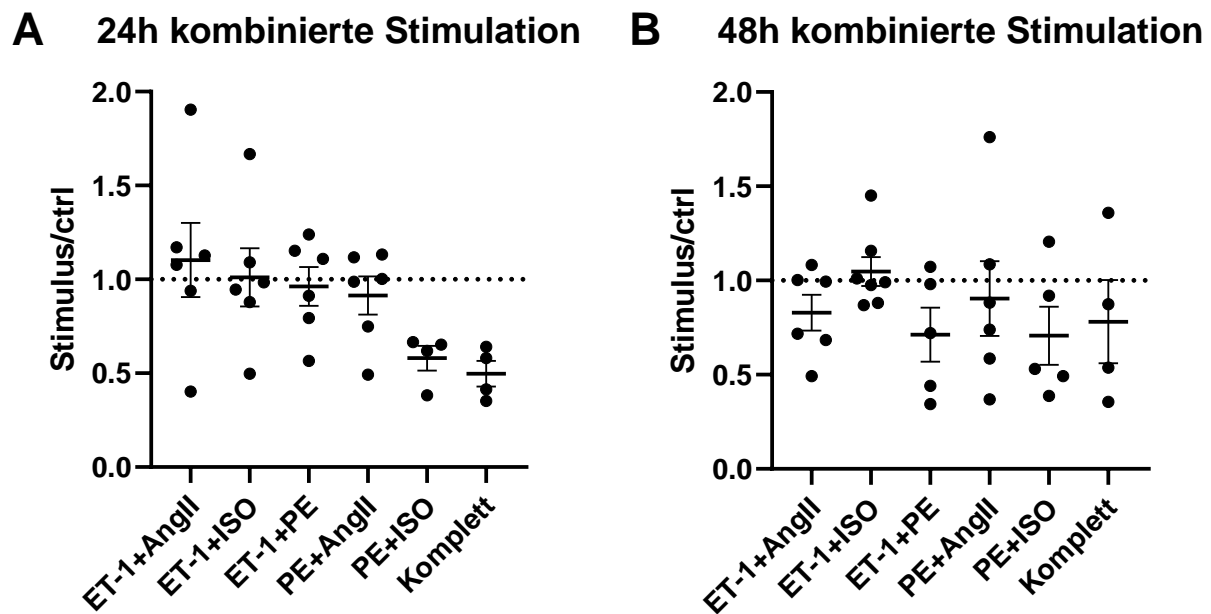 A 24h kombinierte Stimulation
Stimulus/ctrl
2.0
1.5
1.0
0.5
0.0
ET-1+AngII
ET-1+ISO
ET-1+PE
PE+AngII
PE+ISO
Komplett
B 48h kombinierte Stimulation
Stimulus/ctrl
2.0
1.5
1.0
0.5
0.0
ET-1+AngII
ET-1+ISO
ET-1+PE
PE+AngII
PE+ISO
Komplett